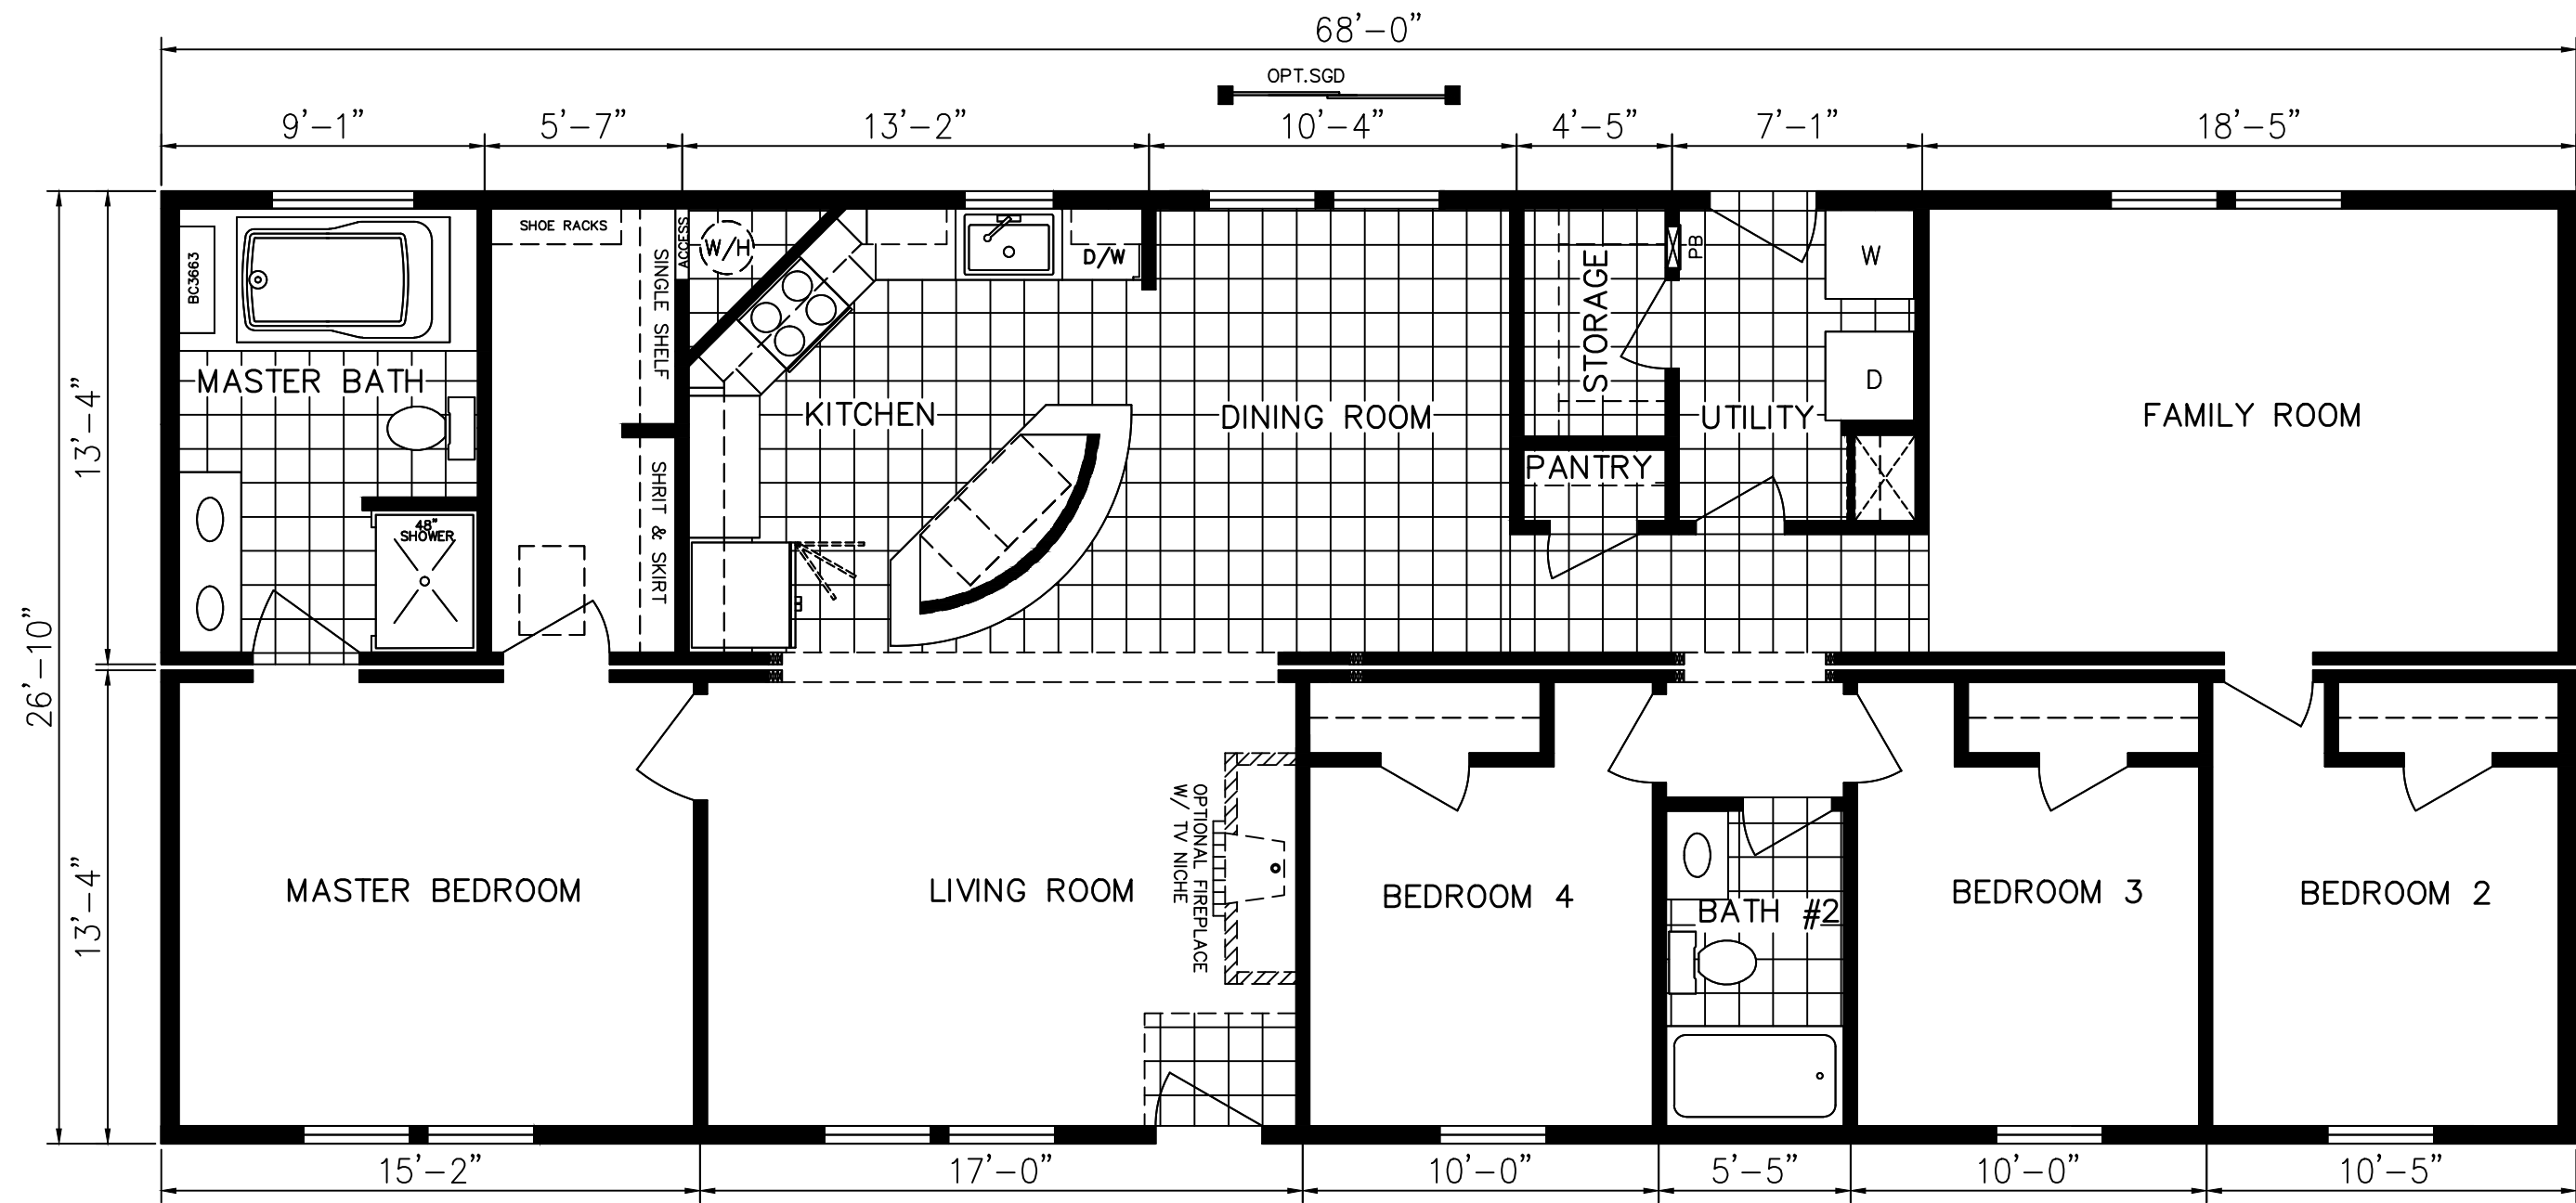 68'-0"
OPT.SGD
9'-1" 5'-7" 13'-2" 10'-4" 4'-5" 7'-1" 18'-5"
SHOE RACKS
ACCESS
W/H
D/W
PB
W
BC3663
SINGLE SHELF
STORAGE
MASTER BATH
D
KITCHEN
DINING ROOM
UTILITY
FAMILY ROOM
13'-4"
PANTRY
SHRIT & SKIRT
48"
SHOWER
26'-10"
OPTIONAL FIREPLACE
W/ TV NICHE
13'-4"
MASTER BEDROOM
LIVING ROOM
BEDROOM 4
BATH #2
BEDROOM 3
BEDROOM 2
15'-2" 17'-0" 10'-0" 5'-5" 10'-0" 10'-5"